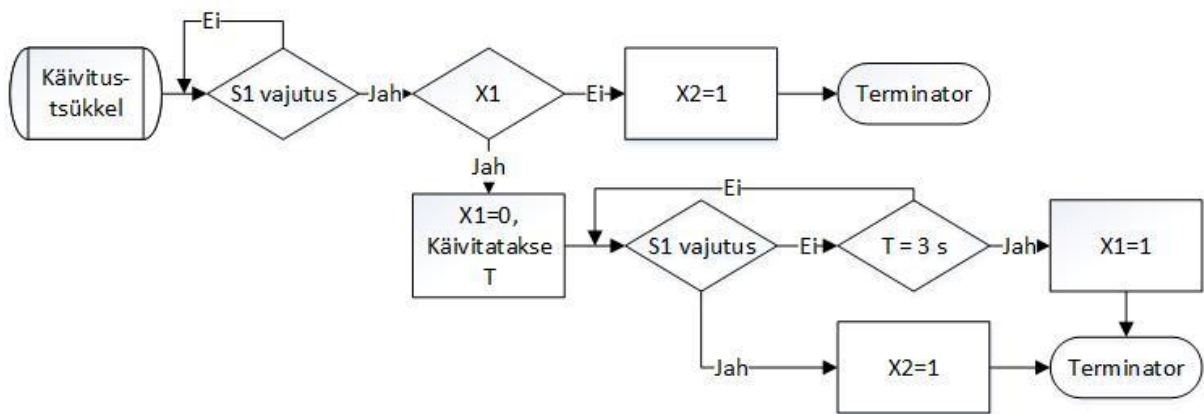 Ei
Käivitus-
tsükkel
S1 vajutus
Jah
X1
Ei
X2=1
Terminator
Jah
X1=0,
Käivitatakse
T
Ei
S1 vajutus
Ei
T = 3 s
Jah
X1=1
Jah
X2=1
Terminator